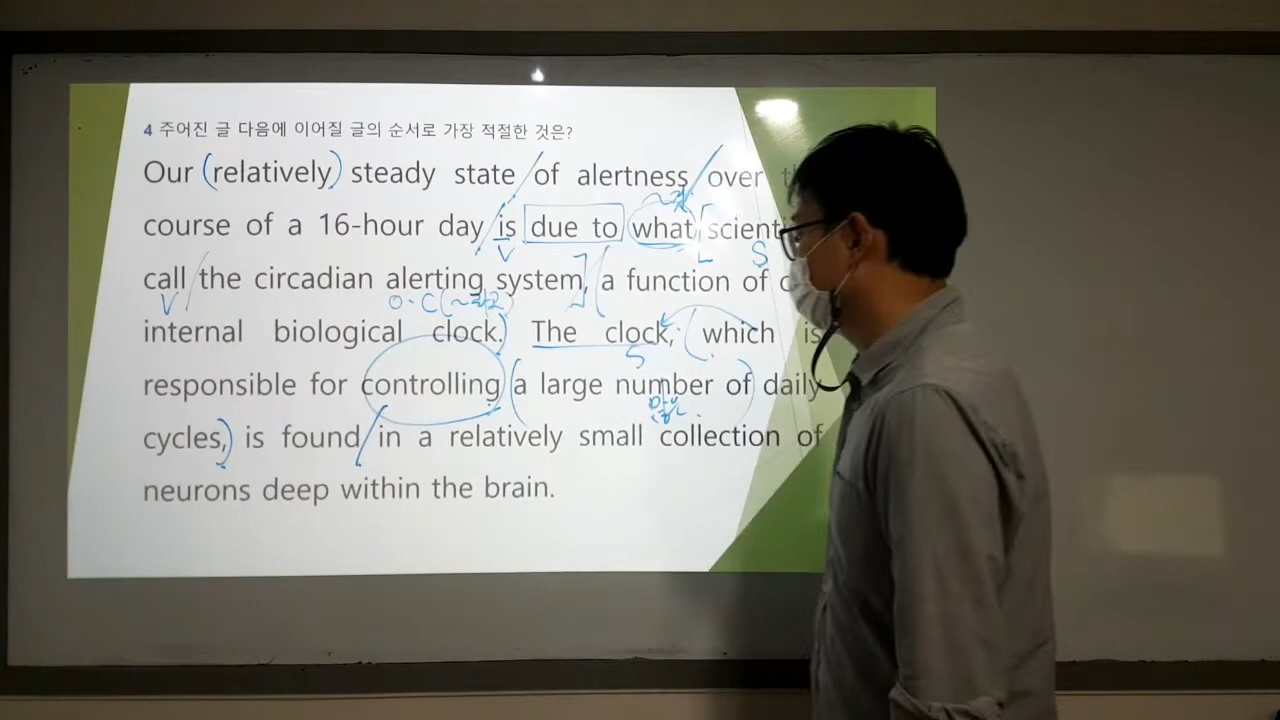 4 주어진 글 다음에 이어질 글의 순서로 가장 적절한 것은?
Our (relatively) steady state of alertness over
course of a 16-hour day is due to what
V
S
call the circadian alerting system, a function of
V
internal biological clock. The clock, which is
S
responsible for controlling a large number of daily
cycles, is found in a relatively small collection of
neurons deep within the brain.